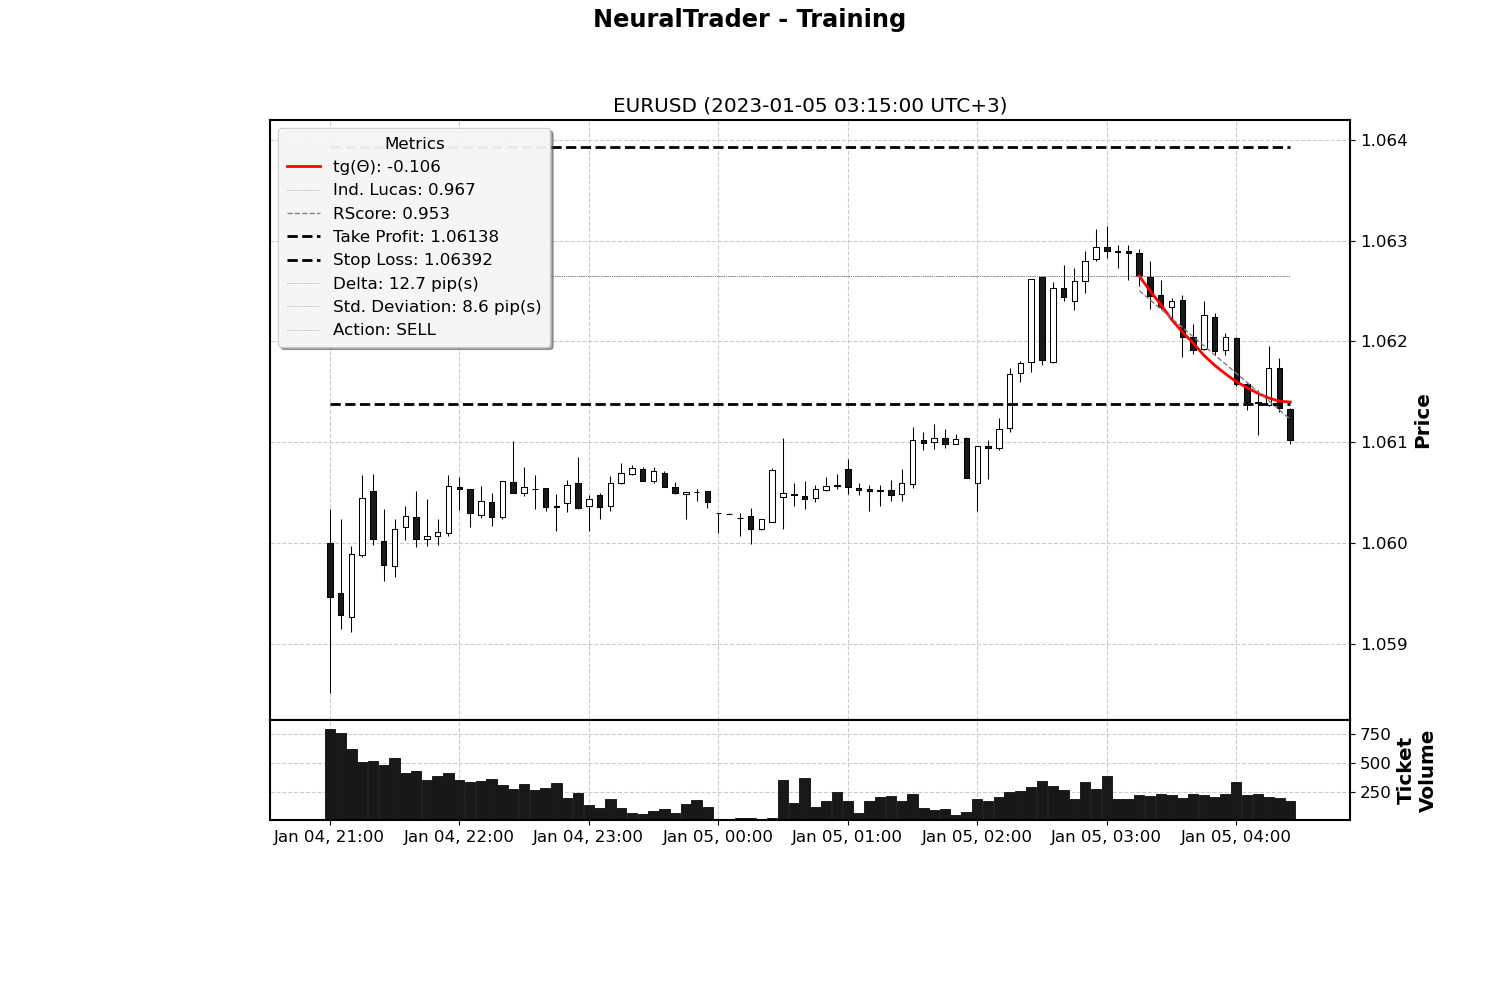 NeuralTrader - Training
EURUSD (2023-01-05 03:15:00 UTC+3)
Metrics
tg(Θ): -0.106
Ind. Lucas: 0.967
RScore: 0.953
Take Profit: 1.06138
Stop Loss: 1.06392
Delta: 12.7 pip(s)
Std. Deviation: 8.6 pip(s)
Action: SELL
1.064
1.063
1.062
1.061
1.060
1.059
Price
750
500
250
Ticket
Volume
Jan 04, 21:00
Jan 04, 22:00
Jan 04, 23:00
Jan 05, 00:00
Jan 05, 01:00
Jan 05, 02:00
Jan 05, 03:00
Jan 05, 04:00